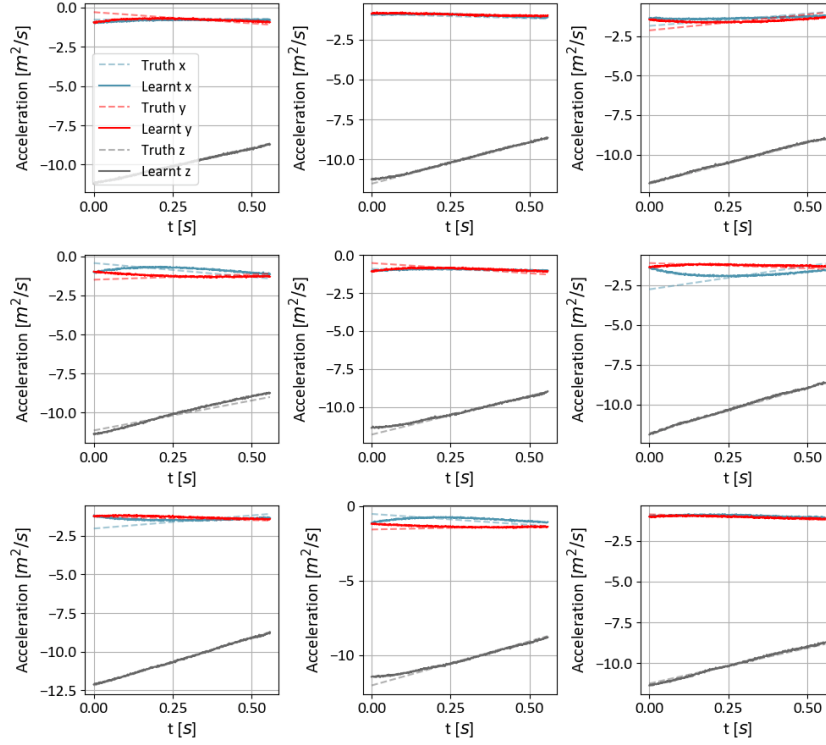 Acceleration [m²/s]
0.0
−2.5
−5.0
−7.5
−10.0
Truth x
Learnt x
Truth y
Learnt y
Truth z
Learnt z
0.00 0.25 0.50
t [s]
Acceleration [m²/s]
−2.5
−5.0
−7.5
−10.0
0.00 0.25 0.50
t [s]
Acceleration [m²/s]
−2.5
−5.0
−7.5
−10.0
0.00 0.25 0.50
t [s]
Acceleration [m²/s]
0.0
−2.5
−5.0
−7.5
−10.0
0.00 0.25 0.50
t [s]
Acceleration [m²/s]
0.0
−2.5
−5.0
−7.5
−10.0
0.00 0.25 0.50
t [s]
Acceleration [m²/s]
−2.5
−5.0
−7.5
−10.0
0.00 0.25 0.50
t [s]
Acceleration [m²/s]
−2.5
−5.0
−7.5
−10.0
−12.5
0.00 0.25 0.50
t [s]
Acceleration [m²/s]
0
−5
−10
0.00 0.25 0.50
t [s]
Acceleration [m²/s]
−2.5
−5.0
−7.5
−10.0
0.00 0.25 0.50
t [s]